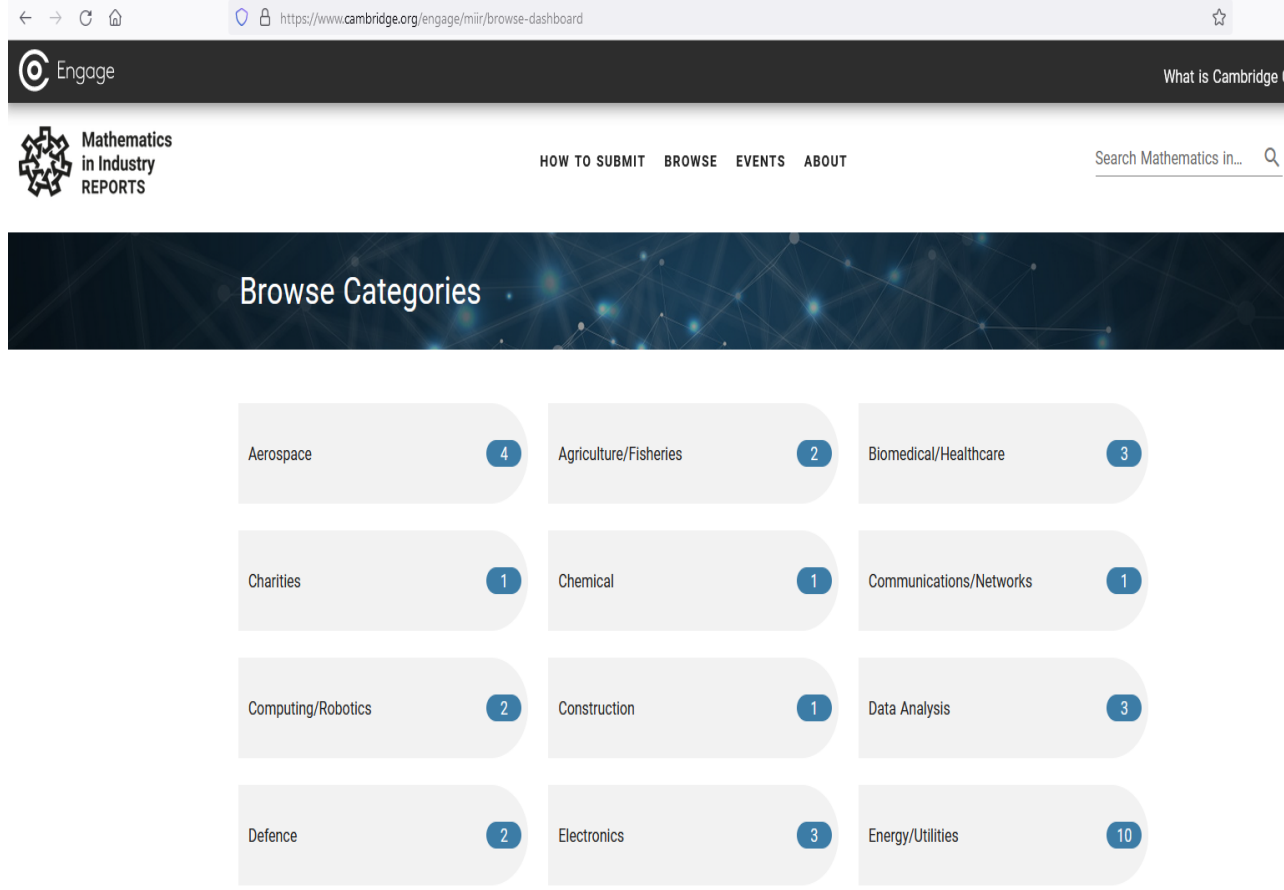 https://www.cambridge.org/engage/miir/browse-dashboard
Engage
What is Cambridge
Mathematics
in Industry
REPORTS
HOW TO SUBMIT BROWSE EVENTS ABOUT
Search Mathematics in...
Browse Categories
Aerospace 4
Agriculture/Fisheries 2
Biomedical/Healthcare 3
Charities 1
Chemical 1
Communications/Networks 1
Computing/Robotics 2
Construction 1
Data Analysis 3
Defence 2
Electronics 3
Energy/Utilities 10